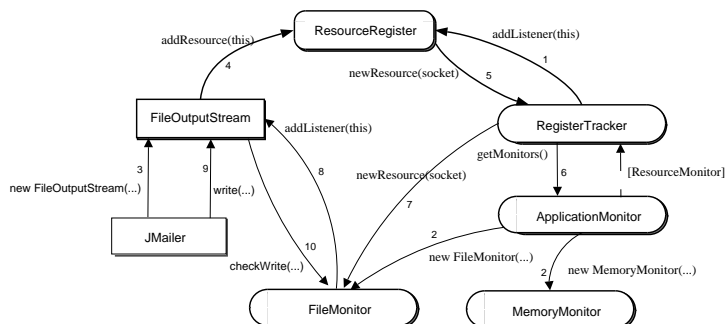 ResourceRegister
addResource(this)
4
addListener(this)
1
newResource(socket)
5
FileOutputStream
addListener(this)
RegisterTracker
getMonitors()
3
9
8
newResource(socket)
6
[ResourceMonitor]
new FileOutputStream(...)
write(...)
7
JMailer
2
ApplicationMonitor
10
new FileMonitor(...)
checkWrite(...)
2
new MemoryMonitor(...)
FileMonitor
MemoryMonitor